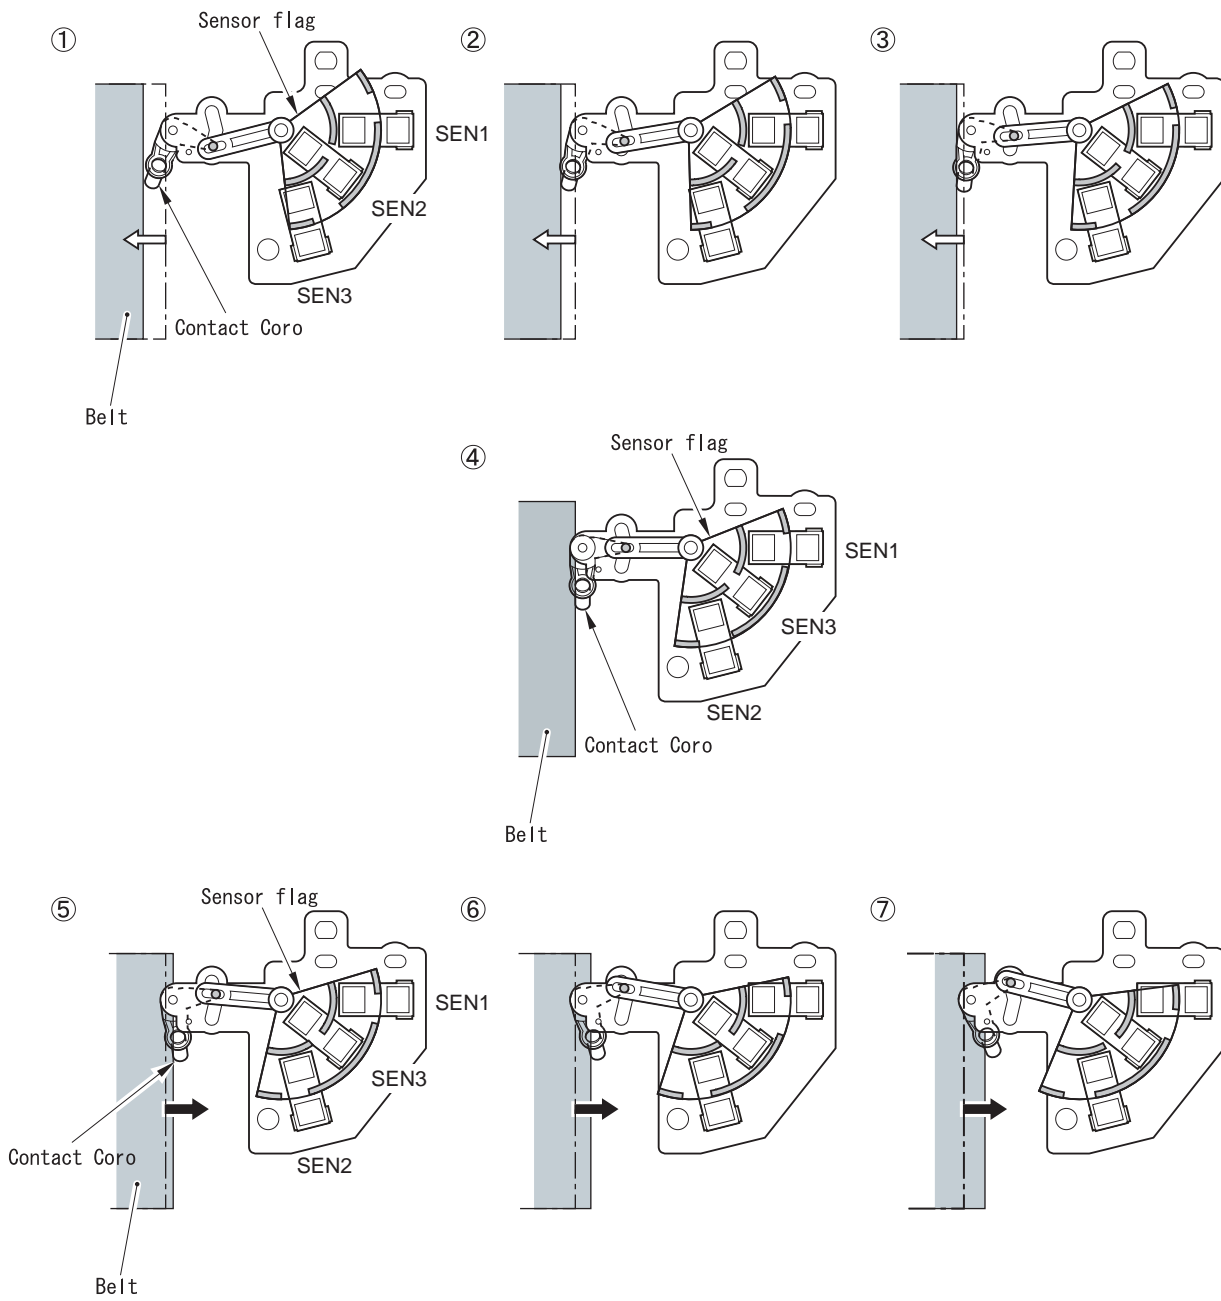 ① Sensor flag ② ③
SEN1
SEN2
SEN3
Contact Coro
Belt
④ Sensor flag
SEN1
SEN3
SEN2
Contact Coro
Belt
⑤ Sensor flag ⑥ ⑦
SEN1
SEN3
Contact Coro
SEN2
Belt